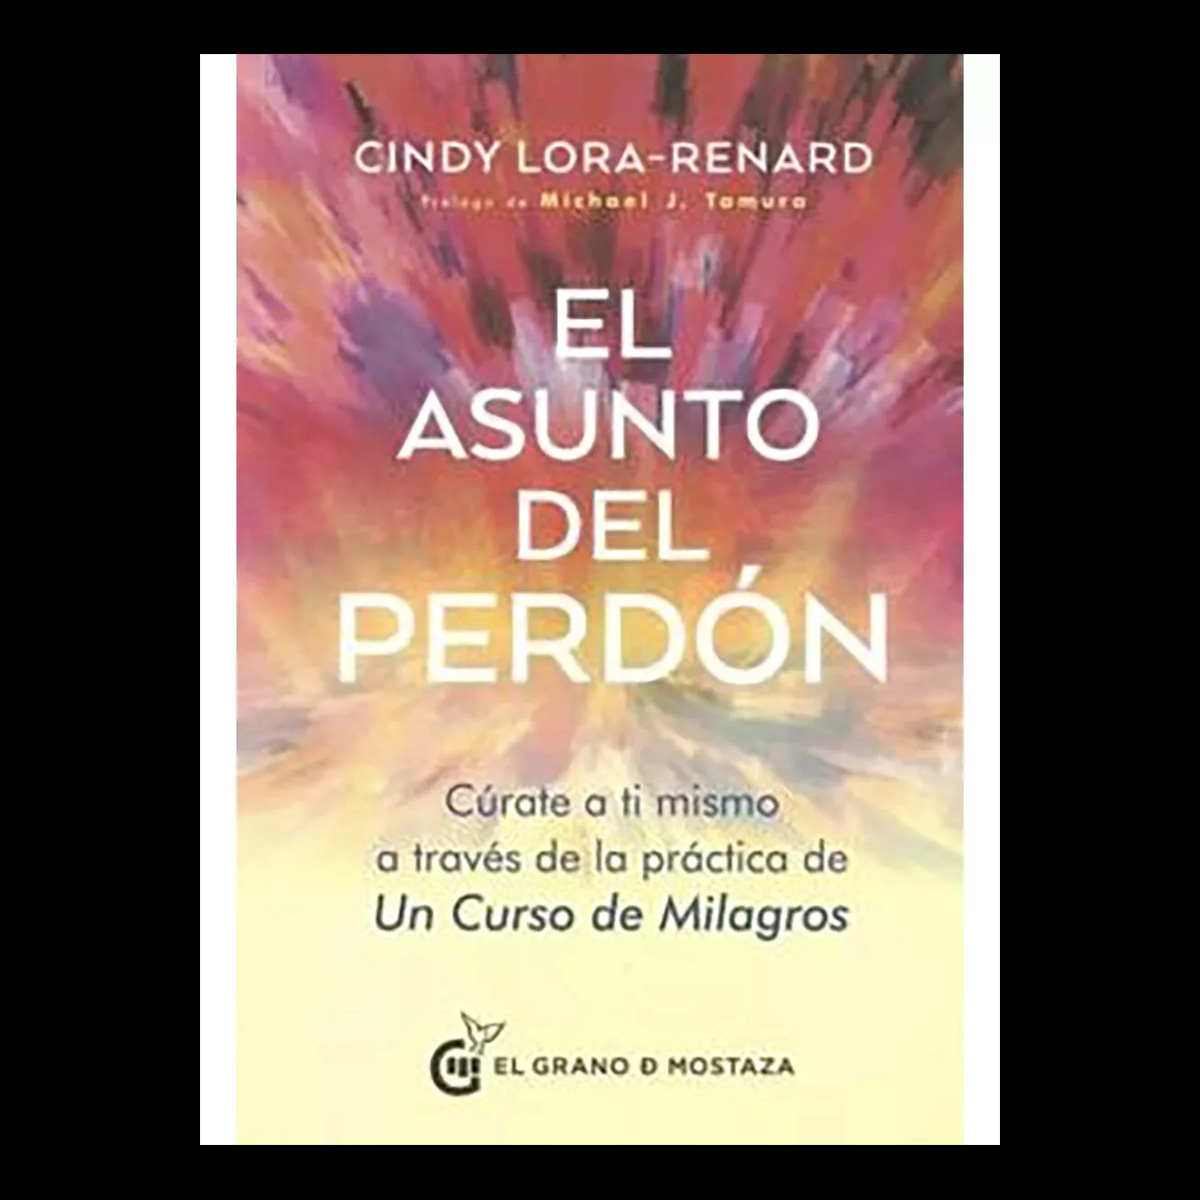 CINDY LORA-RENARD
Prólogo de Michael J. Tamura
EL
ASUNTO
DEL
PERDÓN
Cúrate a ti mismo
a través de la práctica de
Un Curso de Milagros
EL GRANO Đ MOSTAZA